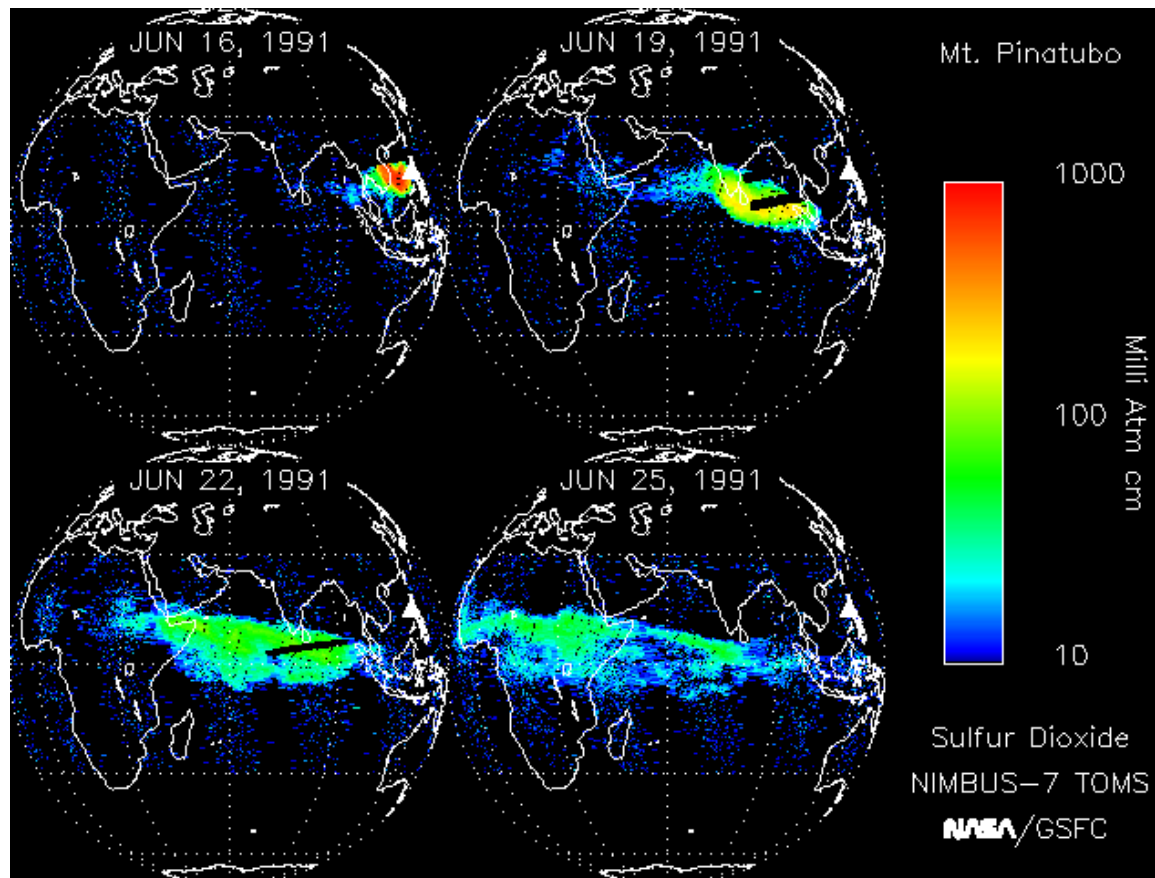 JUN 16, 1991
JUN 19, 1991
Mt. Pinatubo
1000
Milli Atm cm
100
10
JUN 22, 1991
JUN 25, 1991
Sulfur Dioxide
NIMBUS-7 TOMS
NASA/GSFC